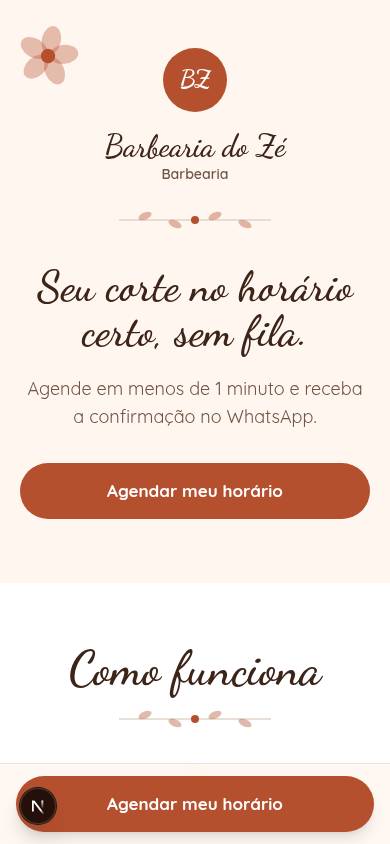 BZ
Barbearia do Zé
Barbearia
Seu corte no horário
certo, sem fila.
Agende em menos de 1 minuto e receba
a confirmação no WhatsApp.
Agendar meu horário
Como funciona
N
Agendar meu horário